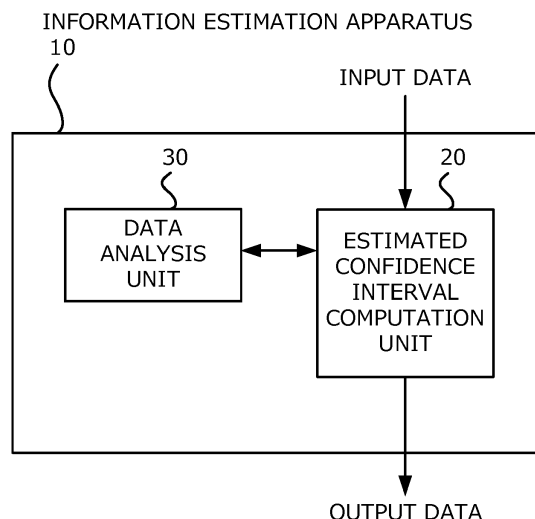 INFORMATION ESTIMATION APPARATUS
10
INPUT DATA
30
20
DATA
ANALYSIS
UNIT
ESTIMATED
CONFIDENCE
INTERVAL
COMPUTATION
UNIT
OUTPUT DATA